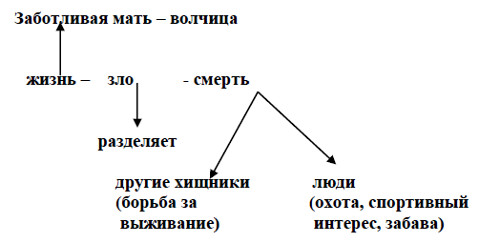 Заботливая мать – волчица
жизнь – зло - смерть
разделяет
другие хищники
(борьба за
выживание)
люди
(охота, спортивный
интерес, забава)